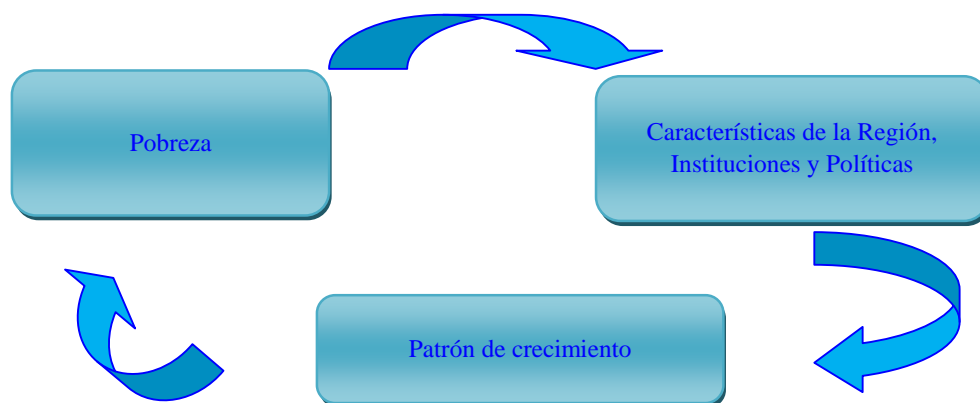 Pobreza
Características de la Región,
Instituciones y Políticas
Patrón de crecimiento